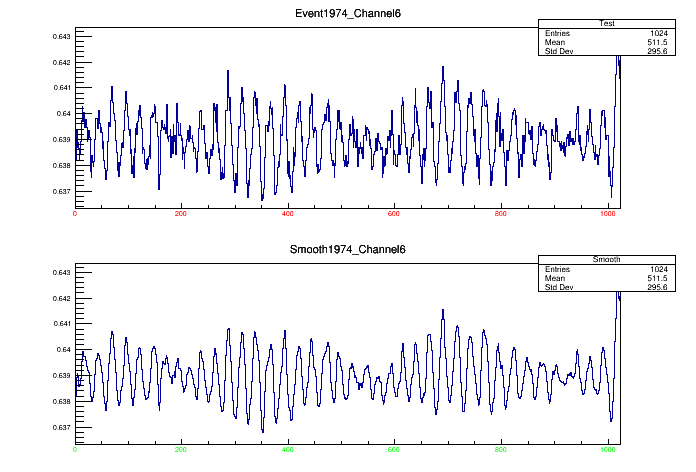 Event1974_Channel6
Test
Entries 1024
Mean 511.5
Std Dev 295.6
0.643
0.642
0.641
0.64
0.639
0.638
0.637
0 200 400 600 800 1000
Smooth1974_Channel6
Smooth
Entries 1024
Mean 511.5
Std Dev 295.6
0.643
0.642
0.641
0.64
0.639
0.638
0.637
0 200 400 600 800 1000